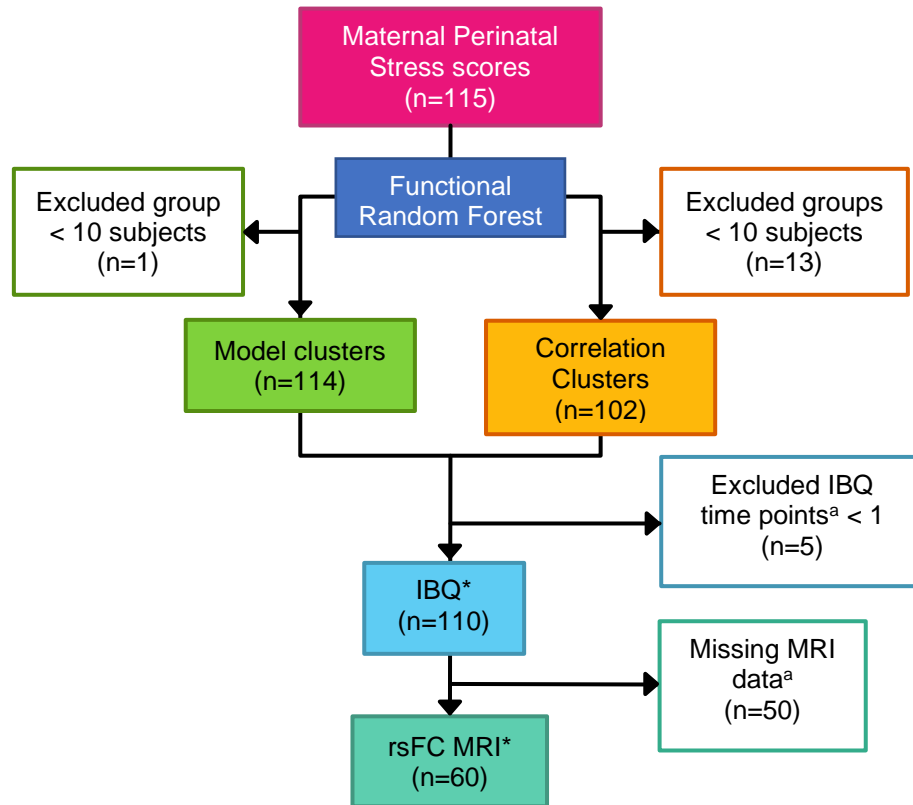 Maternal Perinatal
Stress scores
(n=115)
Functional
Random Forest
Excluded group
< 10 subjects
(n=1)
Excluded groups
< 10 subjects
(n=13)
Model clusters
(n=114)
Correlation
Clusters
(n=102)
Excluded IBQ
time pointsᵃ < 1
(n=5)
IBQ*
(n=110)
Missing MRI
dataᵃ
(n=50)
rsFC MRI*
(n=60)